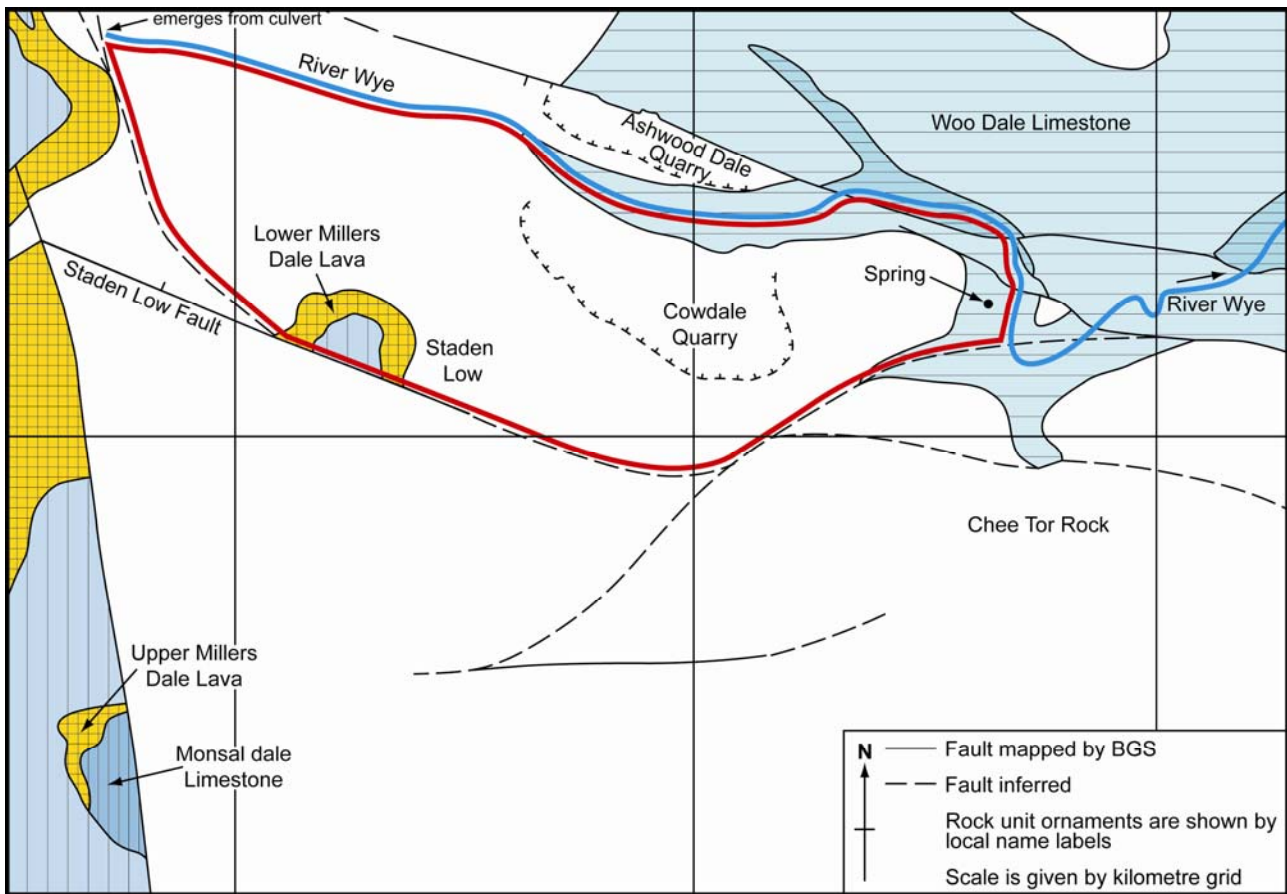 emerges from culvert
River Wye
Ashwood Dale
Quarry
Woo Dale Limestone
Lower Millers
Dale Lava
Staden Low Fault
Staden
Low
Cowdale
Quarry
Spring
River Wye
Chee Tor Rock
Upper Millers
Dale Lava
Monsal dale
Limestone
N
Fault mapped by BGS
Fault inferred
Rock unit ornaments are shown by
local name labels
Scale is given by kilometre grid